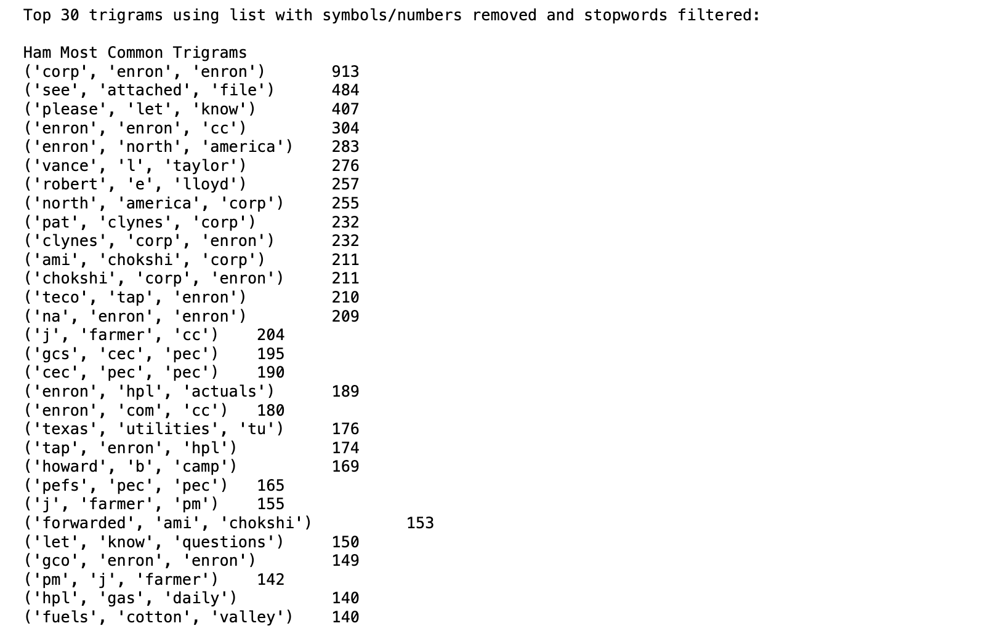 Top 30 trigrams using list with symbols/numbers removed and stopwords filtered:
Ham Most Common Trigrams
('corp', 'enron', 'enron') 913
('see', 'attached', 'file') 484
('please', 'let', 'know') 407
('enron', 'enron', 'cc') 304
('enron', 'north', 'america') 283
('vance', 'l', 'taylor') 276
('robert', 'e', 'lloyd') 257
('north', 'america', 'corp') 255
('pat', 'clynes', 'corp') 232
('clynes', 'corp', 'enron') 232
('ami', 'chokshi', 'corp') 211
('chokshi', 'corp', 'enron') 211
('teco', 'tap', 'enron') 210
('na', 'enron', 'enron') 209
('j', 'farmer', 'cc') 204
('gcs', 'cec', 'pec') 195
('cec', 'pec', 'pec') 190
('enron', 'hpl', 'actuals') 189
('enron', 'com', 'cc') 180
('texas', 'utilities', 'tu') 176
('tap', 'enron', 'hpl') 174
('howard', 'b', 'camp') 169
('pefs', 'pec', 'pec') 165
('j', 'farmer', 'pm') 155
('forwarded', 'ami', 'chokshi') 153
('let', 'know', 'questions') 150
('gco', 'enron', 'enron') 149
('pm', 'j', 'farmer') 142
('hpl', 'gas', 'daily') 140
('fuels', 'cotton', 'valley') 140